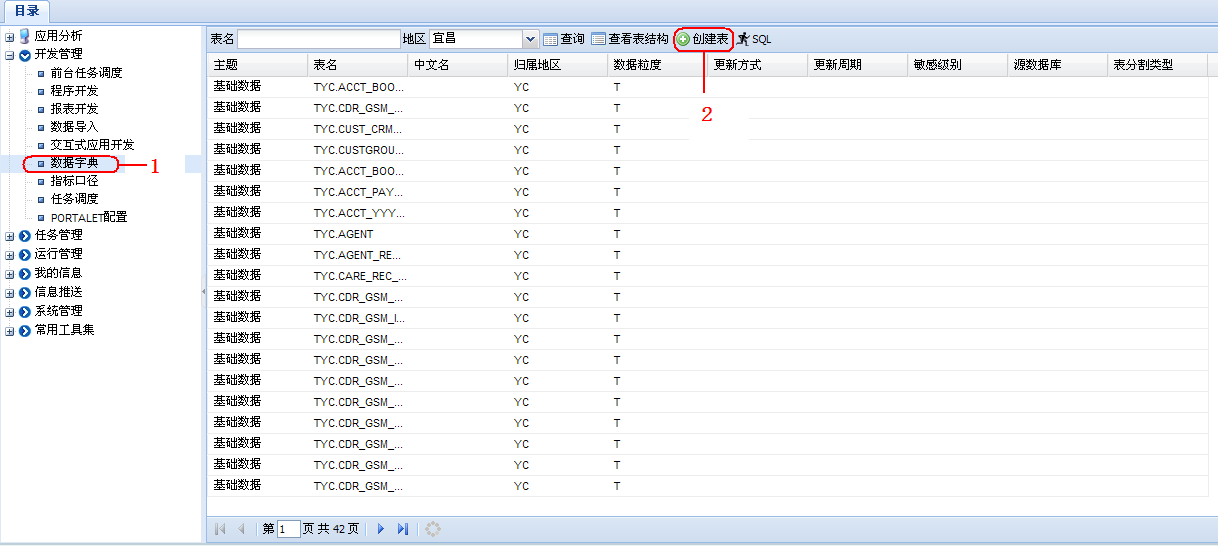 目录
应用分析
开发管理
前台任务调度
程序开发
报表开发
数据导入
交互式应用开发
数据字典
1
指标口径
任务调度
PORTALET配置
任务管理
运行管理
我的信息
信息推送
系统管理
常用工具集
表名 地区 宜昌 查询 查看表结构 创建表 SQL
2
主题 表名 中文名 归属地区 数据粒度 更新方式 更新周期 敏感级别 源数据库 表分割类型
基础数据 TYC.ACCT_BOO... YC T
基础数据 TYC.CDR_GSM_... YC T
基础数据 TYC.CUST_CRM... YC T
基础数据 TYC.CUSTGROU... YC T
基础数据 TYC.ACCT_BOO... YC T
基础数据 TYC.ACCT_PAY... YC T
基础数据 TYC.ACCT_YYY... YC T
基础数据 TYC.AGENT YC T
基础数据 TYC.AGENT_RE... YC T
基础数据 TYC.CARE_REC_... YC T
基础数据 TYC.CDR_GSM_... YC T
基础数据 TYC.CDR_GSM_I... YC T
基础数据 TYC.CDR_GSM_... YC T
基础数据 TYC.CDR_GSM_... YC T
基础数据 TYC.CDR_GSM_... YC T
基础数据 TYC.CDR_GSM_... YC T
基础数据 TYC.CDR_GSM_... YC T
基础数据 TYC.CDR_GSM_... YC T
基础数据 TYC.CDR_GSM_... YC T
基础数据 TYC.CDR_GSM_... YC T
第 1 页 共 42 页